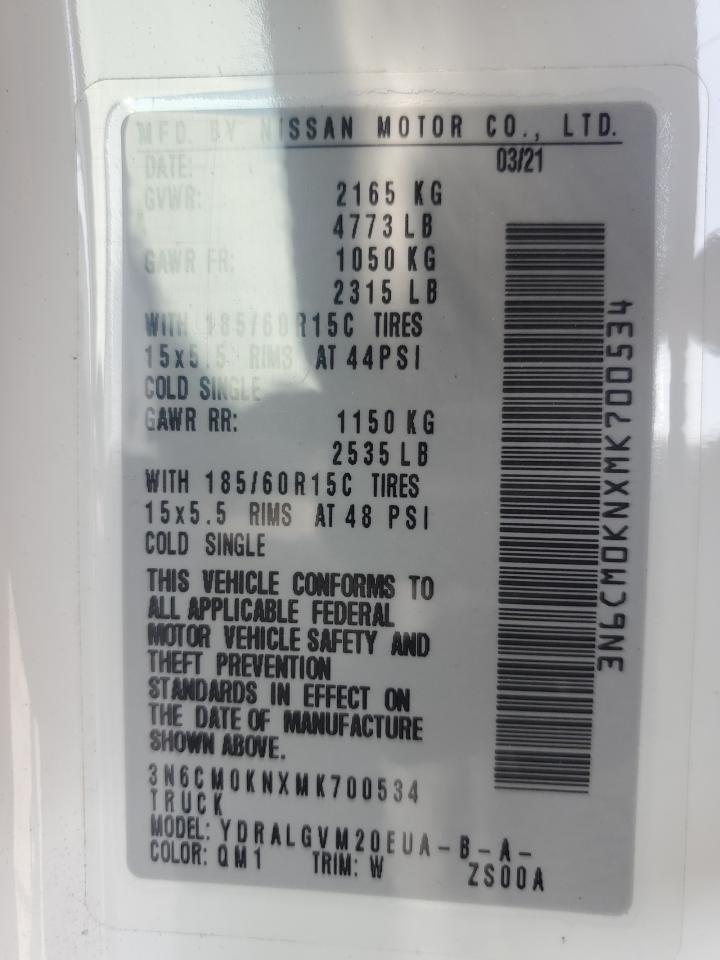 MFD. BY NISSAN MOTOR CO., LTD.
DATE: 03/21
GVWR: 2165 KG
4773 LB
GAWR FR: 1050 KG
2315 LB
WITH 185/60R15C TIRES
15x5.5 RIMS AT 44PSI
COLD SINGLE
GAWR RR: 1150 KG
2535 LB
WITH 185/60R15C TIRES
15x5.5 RIMS AT 48 PSI
COLD SINGLE
THIS VEHICLE CONFORMS TO
ALL APPLICABLE FEDERAL
MOTOR VEHICLE SAFETY AND
THEFT PREVENTION
STANDARDS IN EFFECT ON
THE DATE OF MANUFACTURE
SHOWN ABOVE.
3N6CM0KNXMK700534
TRUCK
MODEL: YDRALGVM20EUA-B-A-
COLOR: QM1 TRIM: W ZS00A
3N6CM0KNXMK700534